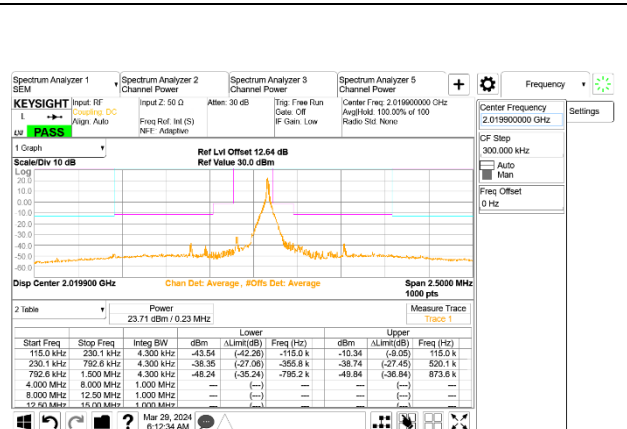 Spectrum Analyzer 1
SEM
Spectrum Analyzer 2
Channel Power
Spectrum Analyzer 3
Channel Power
Spectrum Analyzer 5
Channel Power
Frequency
KEYSIGHT
Input: RF
Coupling: DC
Align: Auto
Input Z: 50 Ω
Freq Ref: Int (S)
NFE: Adaptive
Atten: 30 dB
Trig: Free Run
Gate: Off
IF Gain: Low
Center Freq: 2.019900000 GHz
Avg|Hold: 100.00% of 100
Radio Std: None
L
PASS
Center Frequency
2.019900000 GHz
Settings
CF Step
300.000 kHz
Auto
Man
Freq Offset
0 Hz
1 Graph
Scale/Div 10 dB
Ref Lvl Offset 12.64 dB
Ref Value 30.0 dBm
Log
20.0
10.0
0.00
-10.0
-20.0
-30.0
-40.0
-50.0
-60.0
Disp Center 2.019900 GHz
Chan Det: Average , #Offs Det: Average
Span 2.5000 MHz
1000 pts
2 Table
Power
23.71 dBm / 0.23 MHz
Measure Trace
Trace 1
Lower Upper
Start Freq Stop Freq Integ BW dBm ΔLimit(dB) Freq (Hz) dBm ΔLimit(dB) Freq (Hz)
115.0 kHz 230.1 kHz 4.300 kHz -43.54 (-42.26) -115.0 k -10.34 (-9.05) 115.0 k
230.1 kHz 792.6 kHz 4.300 kHz -38.35 (-27.06) -355.8 k -38.74 (-27.45) 520.1 k
792.6 kHz 1.500 MHz 4.300 kHz -48.24 (-35.24) -795.2 k -49.84 (-36.84) 873.6 k
4.000 MHz 8.000 MHz 1.000 MHz --- (---) --- --- (---) ---
8.000 MHz 12.50 MHz 1.000 MHz --- (---) --- --- (---) ---
12.50 MHz 15.00 MHz 1.000 MHz --- (---) --- --- (---) ---
Mar 29, 2024
6:12:34 AM